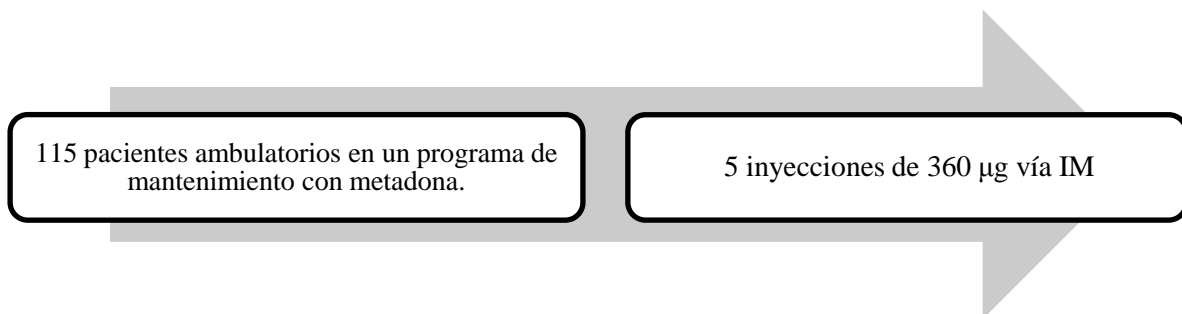 115 pacientes ambulatorios en un programa de
mantenimiento con metadona.
5 inyecciones de 360 μg vía IM